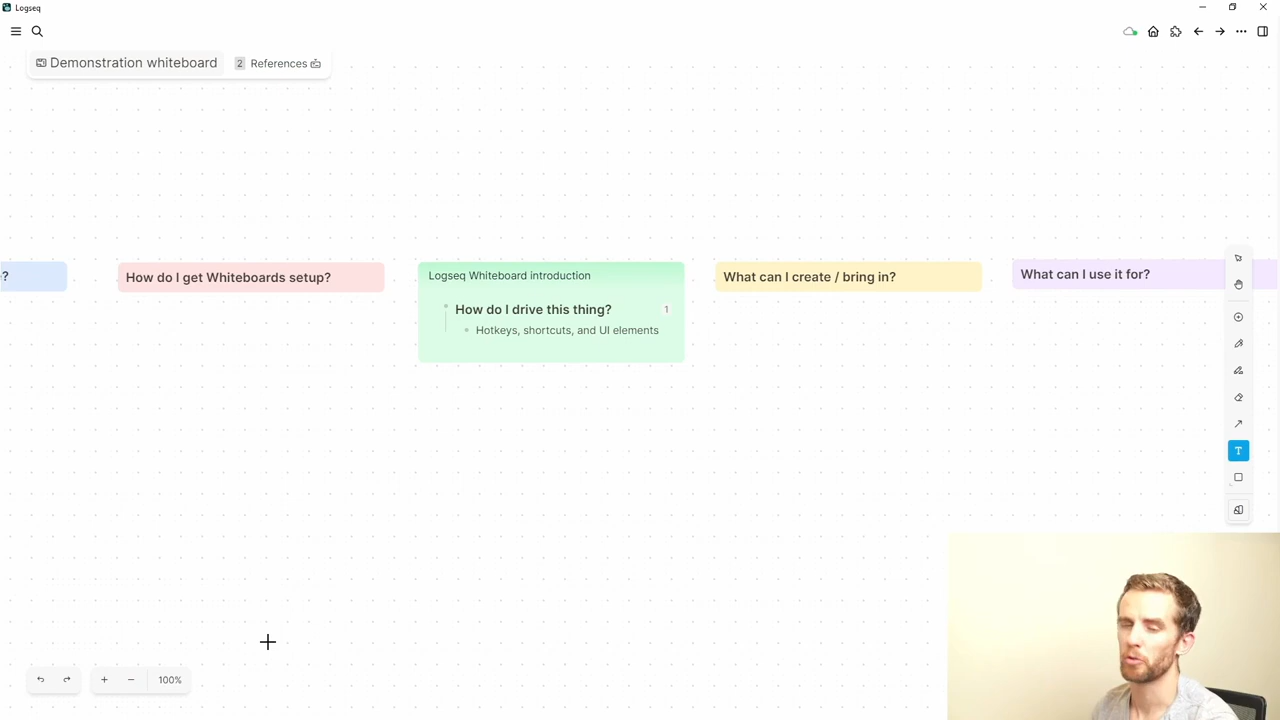 Logseq
Demonstration whiteboard
2 References
?
How do I get Whiteboards setup?
Logseq Whiteboard introduction
How do I drive this thing?
1
Hotkeys, shortcuts, and UI elements
What can I create / bring in?
What can I use it for?
T
100%